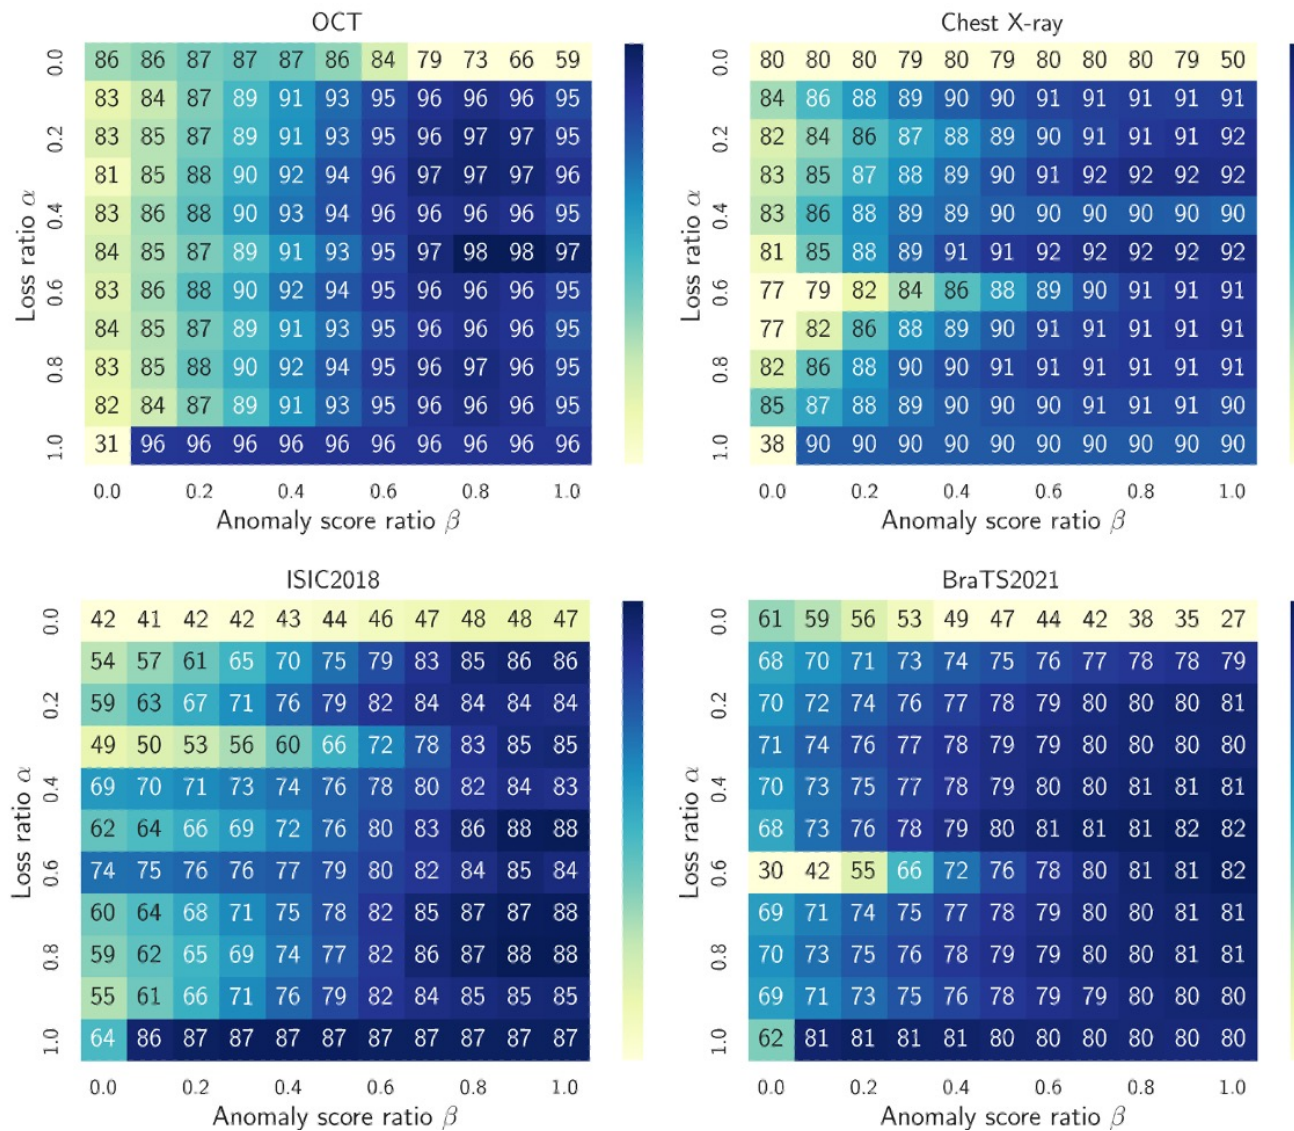 OCT
0.0 86 86 87 87 87 86 84 79 73 66 59
83 84 87 89 91 93 95 96 96 96 95
0.2 83 85 87 89 91 93 95 96 97 97 95
81 85 88 90 92 94 96 97 97 97 96
0.4 83 86 88 90 93 94 96 96 96 96 95
84 85 87 89 91 93 95 97 98 98 97
0.6 83 86 88 90 92 94 95 96 96 96 95
84 85 87 89 91 93 95 96 96 96 95
0.8 83 85 88 90 92 94 95 96 97 96 95
82 84 87 89 91 93 95 96 96 96 95
1.0 31 96 96 96 96 96 96 96 96 96 96
Loss ratio α
0.0 0.2 0.4 0.6 0.8 1.0
Anomaly score ratio β
Chest X-ray
0.0 80 80 80 79 80 80 80 80 80 79 50
84 86 88 89 90 90 91 91 91 91 91
0.2 82 84 86 87 88 89 90 91 91 91 92
83 85 87 88 89 90 91 92 92 92 92
0.4 83 86 88 89 89 90 90 90 90 90 90
81 85 88 89 91 91 92 92 92 92 92
0.6 77 79 82 84 86 88 89 90 91 91 91
77 82 86 88 89 90 91 91 91 91 91
0.8 82 86 88 90 90 91 91 91 91 91 91
85 87 88 89 90 90 90 91 91 91 90
1.0 38 90 90 90 90 90 90 90 90 90 90
Loss ratio α
0.0 0.2 0.4 0.6 0.8 1.0
Anomaly score ratio β
ISIC2018
0.0 42 41 42 42 43 44 46 47 48 48 47
54 57 61 65 70 75 79 83 85 86 86
0.2 59 63 67 71 76 79 82 84 84 84 84
49 50 53 56 60 66 72 78 83 85 85
0.4 69 70 71 73 74 76 78 80 82 84 83
62 64 66 69 72 76 80 83 86 88 88
0.6 74 75 76 76 77 79 80 82 84 85 84
60 64 68 71 75 78 82 85 87 87 88
0.8 59 62 65 69 74 77 82 86 87 88 88
55 61 66 71 76 79 82 84 85 85 85
1.0 64 86 87 87 87 87 87 87 87 87 87
Loss ratio α
0.0 0.2 0.4 0.6 0.8 1.0
Anomaly score ratio β
BraTS2021
0.0 61 59 56 53 49 47 44 42 38 35 27
68 70 71 73 74 75 76 77 78 78 79
0.2 70 72 74 76 77 78 79 80 80 80 81
71 74 76 77 78 79 79 80 80 80 80
0.4 70 73 75 77 78 79 80 80 81 81 81
68 73 76 78 79 80 81 81 81 82 82
0.6 30 42 55 66 72 76 78 80 81 81 82
69 71 74 75 77 78 79 80 80 81 81
0.8 70 73 75 76 78 79 79 80 80 81 81
69 71 73 75 76 78 79 79 80 80 80
1.0 62 81 81 81 81 80 80 80 80 80 80
Loss ratio α
0.0 0.2 0.4 0.6 0.8 1.0
Anomaly score ratio β